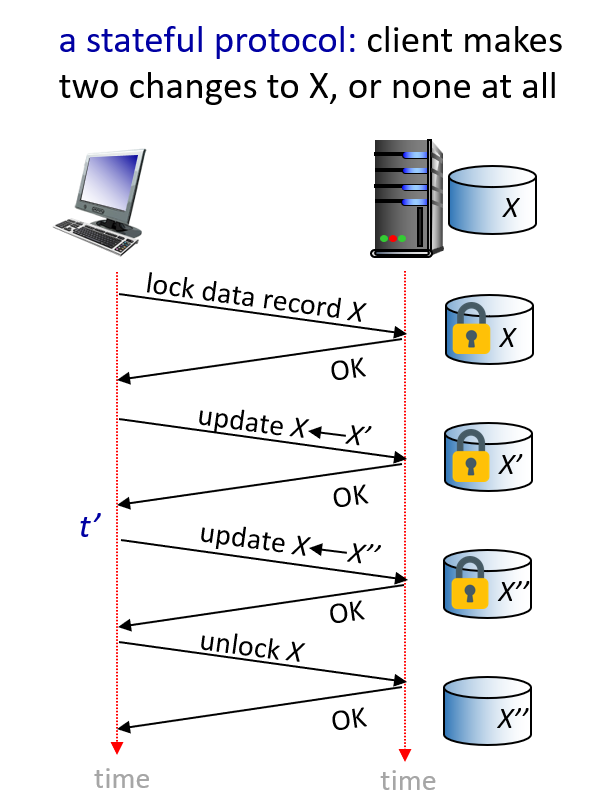 a stateful protocol: client makes
two changes to X, or none at all
X
lock data record X
X
OK
update X X’
X’
OK
t’
update X X’’
X’’
OK
unlock X
X’’
OK
time
time